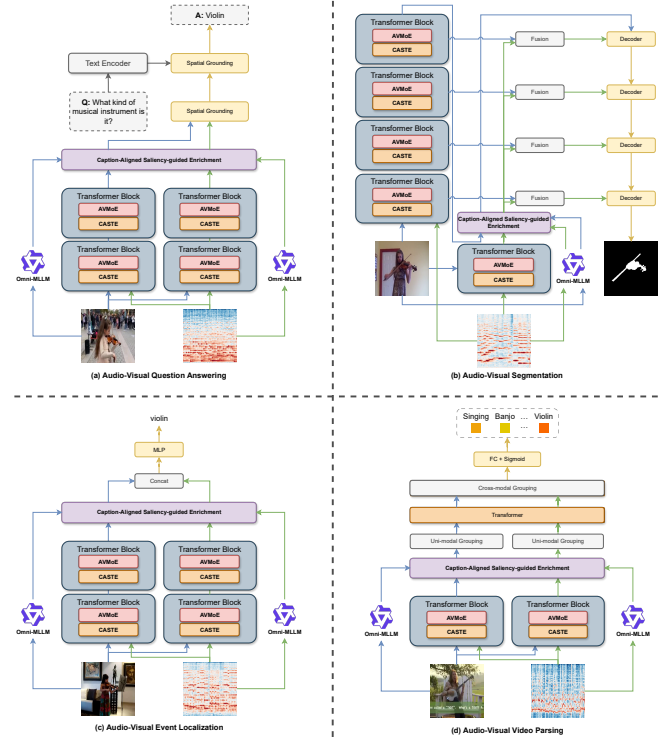 A: Violin
Text Encoder
Spatial Grounding
Q: What kind of
musical instrument is
it?
Spatial Grounding
Caption-Aligned Saliency-guided Enrichment
Transformer Block
AVMoE
CASTE
Transformer Block
AVMoE
CASTE
Transformer Block
AVMoE
CASTE
Transformer Block
AVMoE
CASTE
Omni-MLLM
Omni-MLLM
(a) Audio-Visual Question Answering
Transformer Block
AVMoE
CASTE
Transformer Block
AVMoE
CASTE
Transformer Block
AVMoE
CASTE
Transformer Block
AVMoE
CASTE
Fusion
Decoder
Fusion
Decoder
Fusion
Decoder
Fusion
Decoder
Caption-Aligned Saliency-guided
Enrichment
Transformer Block
AVMoE
CASTE
Omni-MLLM
(b) Audio-Visual Segmentation
violin
MLP
Concat
Caption-Aligned Saliency-guided Enrichment
Transformer Block
AVMoE
CASTE
Transformer Block
AVMoE
CASTE
Transformer Block
AVMoE
CASTE
Transformer Block
AVMoE
CASTE
Omni-MLLM
Omni-MLLM
(c) Audio-Visual Event Localization
Singing Banjo ... Violin
...
FC + Sigmoid
Cross-modal Grouping
Transformer
Uni-modal Grouping
Uni-modal Grouping
Caption-Aligned Saliency-guided Enrichment
Transformer Block
AVMoE
CASTE
Transformer Block
AVMoE
CASTE
Omni-MLLM
Omni-MLLM
(d) Audio-Visual Video Parsing